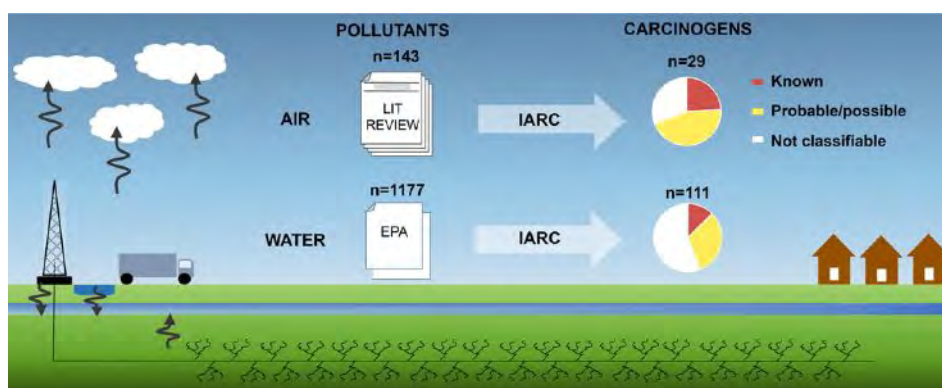 POLLUTANTS
CARCINOGENS
n=143
n=29
Known
Probable/possible
Not classifiable
AIR
LIT
REVIEW
IARC
n=1177
n=111
WATER
EPA
IARC